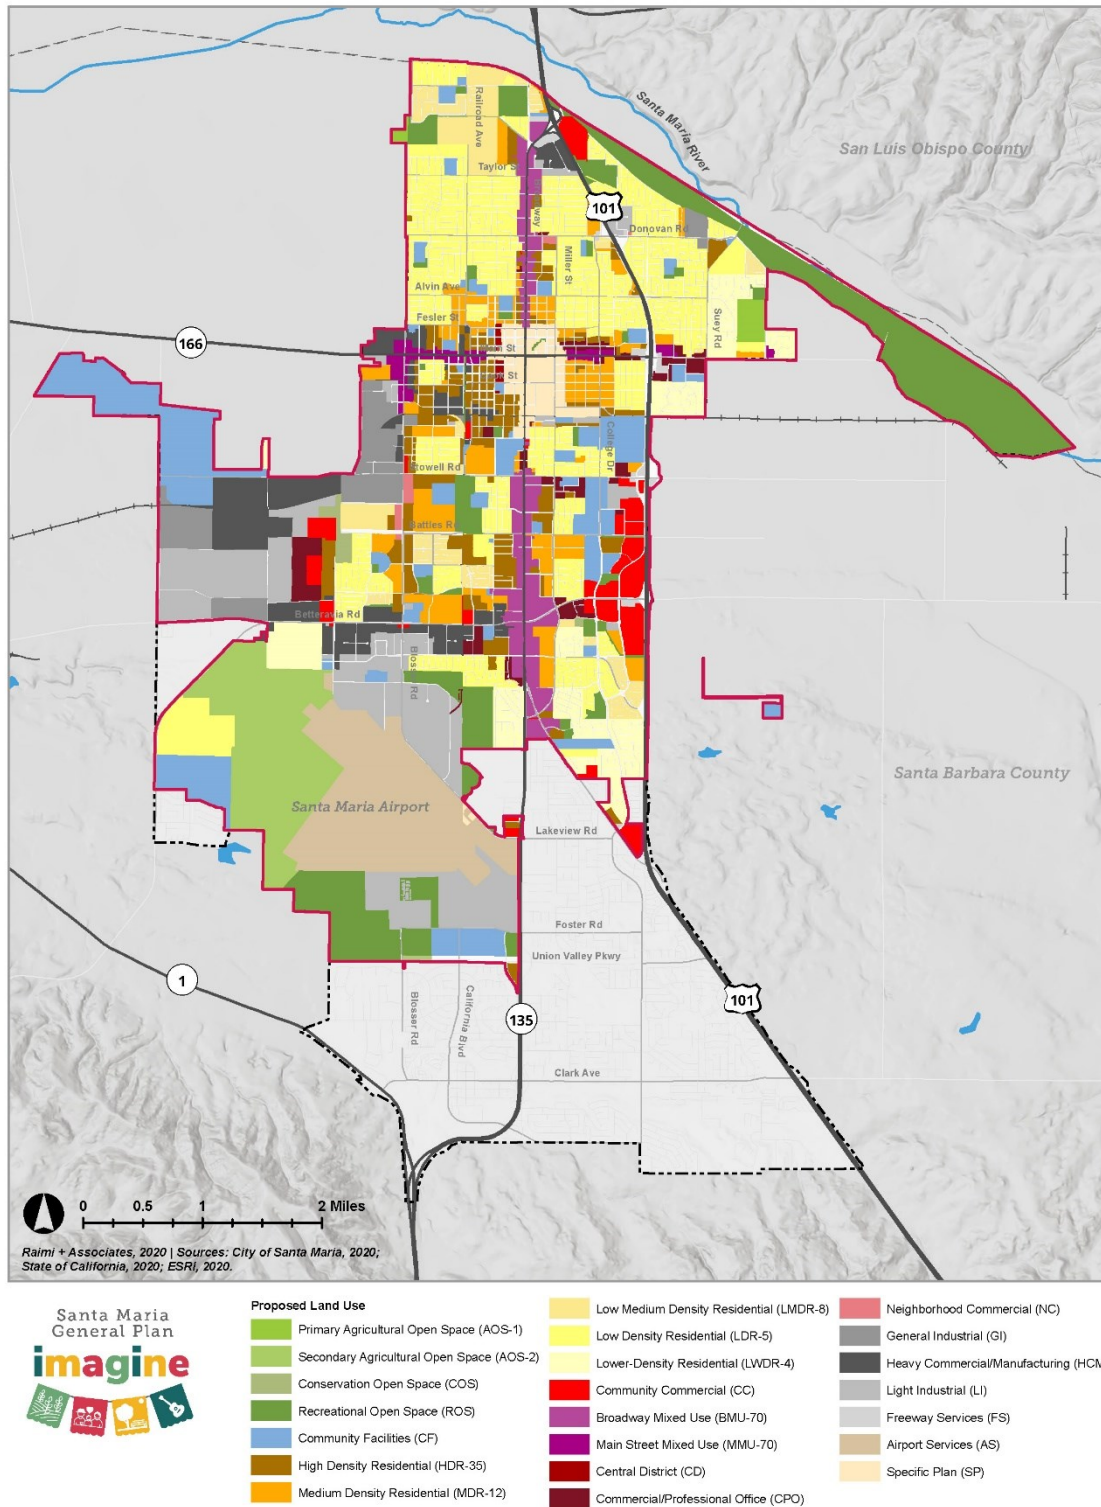 Santa Maria River
San Luis Obispo County
Railroad Ave
Taylor S
way
101
Donovan Rd
Miller St
Alvin Ave
Fesler St
Suey Rd
166
St
St
College Dr
Stowell Rd
Battles Rd
Betteravia Rd
Santa Barbara County
Santa Maria Airport
Lakeview Rd
Foster Rd
Union Valley Pkwy
1
101
135
Blosser Rd
California Blvd
Clark Ave
0 0.5 1 2 Miles
Raimi + Associates, 2020 | Sources: City of Santa Maria, 2020;
State of California, 2020; ESRI, 2020.
Santa Maria
General Plan
imagine
Proposed Land Use
Primary Agricultural Open Space (AOS-1)
Secondary Agricultural Open Space (AOS-2)
Conservation Open Space (COS)
Recreational Open Space (ROS)
Community Facilities (CF)
High Density Residential (HDR-35)
Medium Density Residential (MDR-12)
Low Medium Density Residential (LMDR-8)
Low Density Residential (LDR-5)
Lower-Density Residential (LWDR-4)
Community Commercial (CC)
Broadway Mixed Use (BMU-70)
Main Street Mixed Use (MMU-70)
Central District (CD)
Commercial/Professional Office (CPO)
Neighborhood Commercial (NC)
General Industrial (GI)
Heavy Commercial/Manufacturing (HCM
Light Industrial (LI)
Freeway Services (FS)
Airport Services (AS)
Specific Plan (SP)